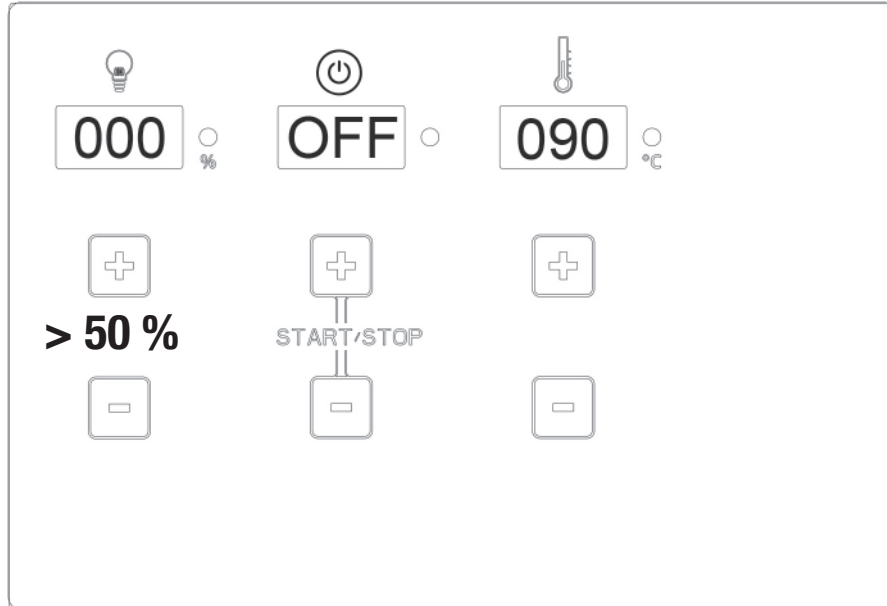 000 OFF 090
% °C
+ + +
> 50 % START/STOP
- - -